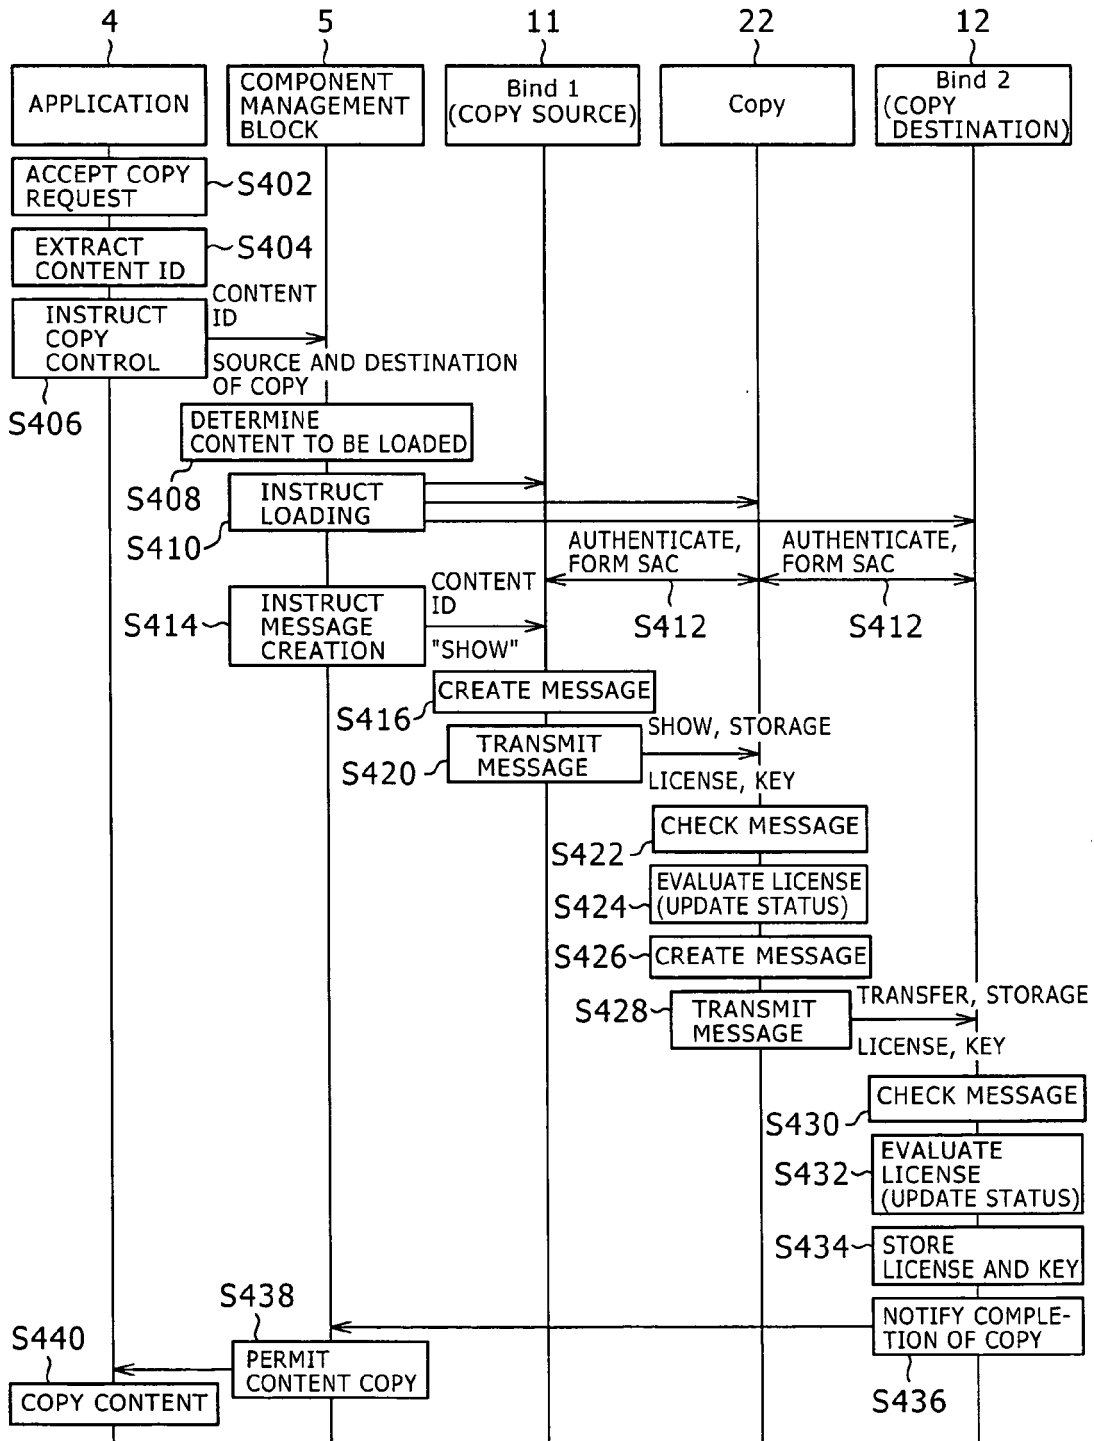 4
5
11
22
12
APPLICATION
COMPONENT
MANAGEMENT
BLOCK
Bind 1
(COPY SOURCE)
Copy
Bind 2
(COPY
DESTINATION)
ACCEPT COPY
REQUEST
S402
EXTRACT
CONTENT ID
S404
INSTRUCT
COPY
CONTROL
S406
CONTENT
ID
SOURCE AND DESTINATION
OF COPY
DETERMINE
CONTENT TO BE LOADED
S408
INSTRUCT
LOADING
S410
AUTHENTICATE,
FORM SAC
S412
AUTHENTICATE,
FORM SAC
S412
S414
INSTRUCT
MESSAGE
CREATION
CONTENT
ID
"SHOW"
CREATE MESSAGE
S416
TRANSMIT
MESSAGE
S420
SHOW, STORAGE
LICENSE, KEY
CHECK MESSAGE
S422
EVALUATE LICENSE
(UPDATE STATUS)
S424
CREATE MESSAGE
S426
TRANSMIT
MESSAGE
S428
TRANSFER, STORAGE
LICENSE, KEY
CHECK MESSAGE
S430
EVALUATE
LICENSE
(UPDATE STATUS)
S432
STORE
LICENSE AND KEY
S434
NOTIFY COMPLE-
TION OF COPY
S436
S438
PERMIT
CONTENT COPY
S440
COPY CONTENT